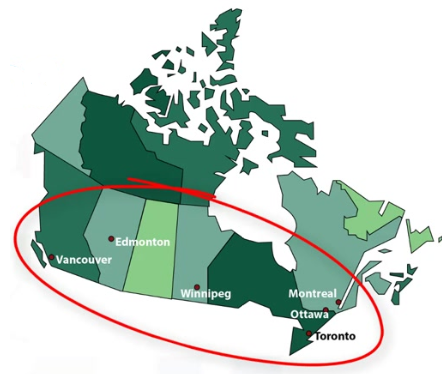 Edmonton
Vancouver
Winnipeg
Montreal
Ottawa
Toronto